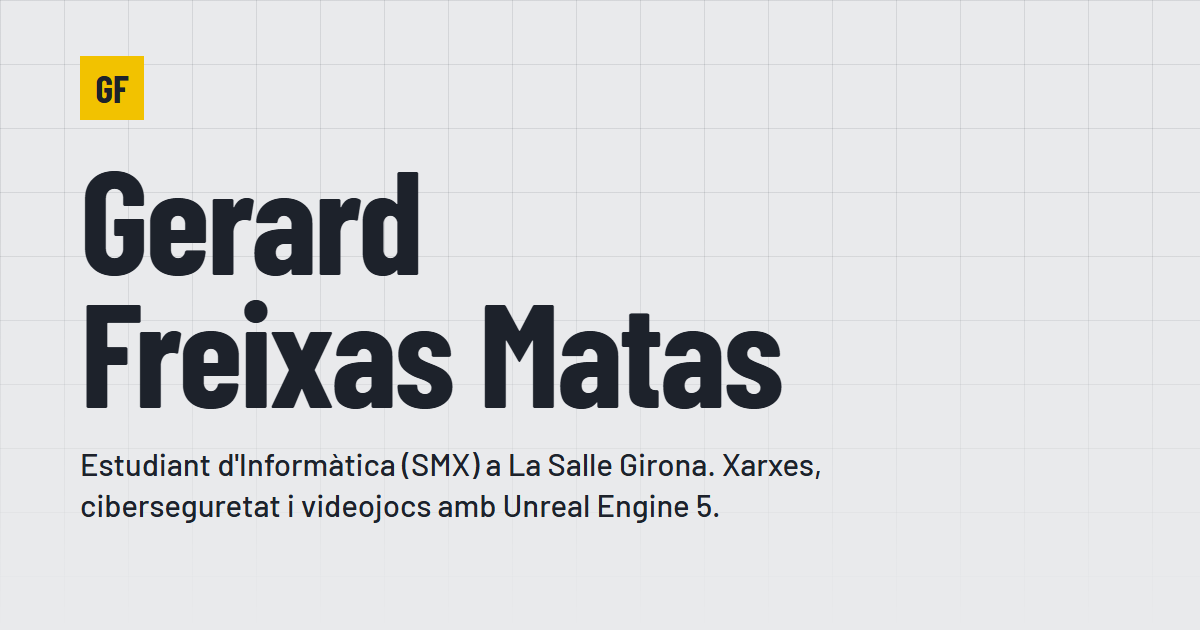 GF
Gerard
Freixas Matas
Estudiant d'Informàtica (SMX) a La Salle Girona. Xarxes,
ciberseguretat i videojocs amb Unreal Engine 5.